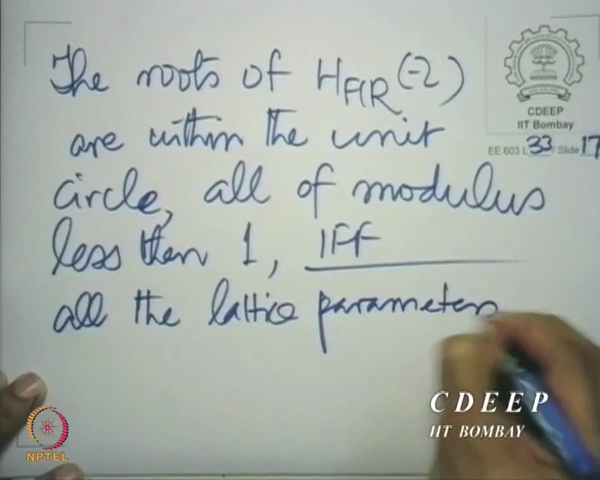 The roots of HFIR(-z)
are within the unit
circle, all of modulus
less than 1, IFF
all the lattice parameters
CDEEP
IIT Bombay
EE 603 L 33 / Slide 17
CDEEP
IIT BOMBAY
NPTEL